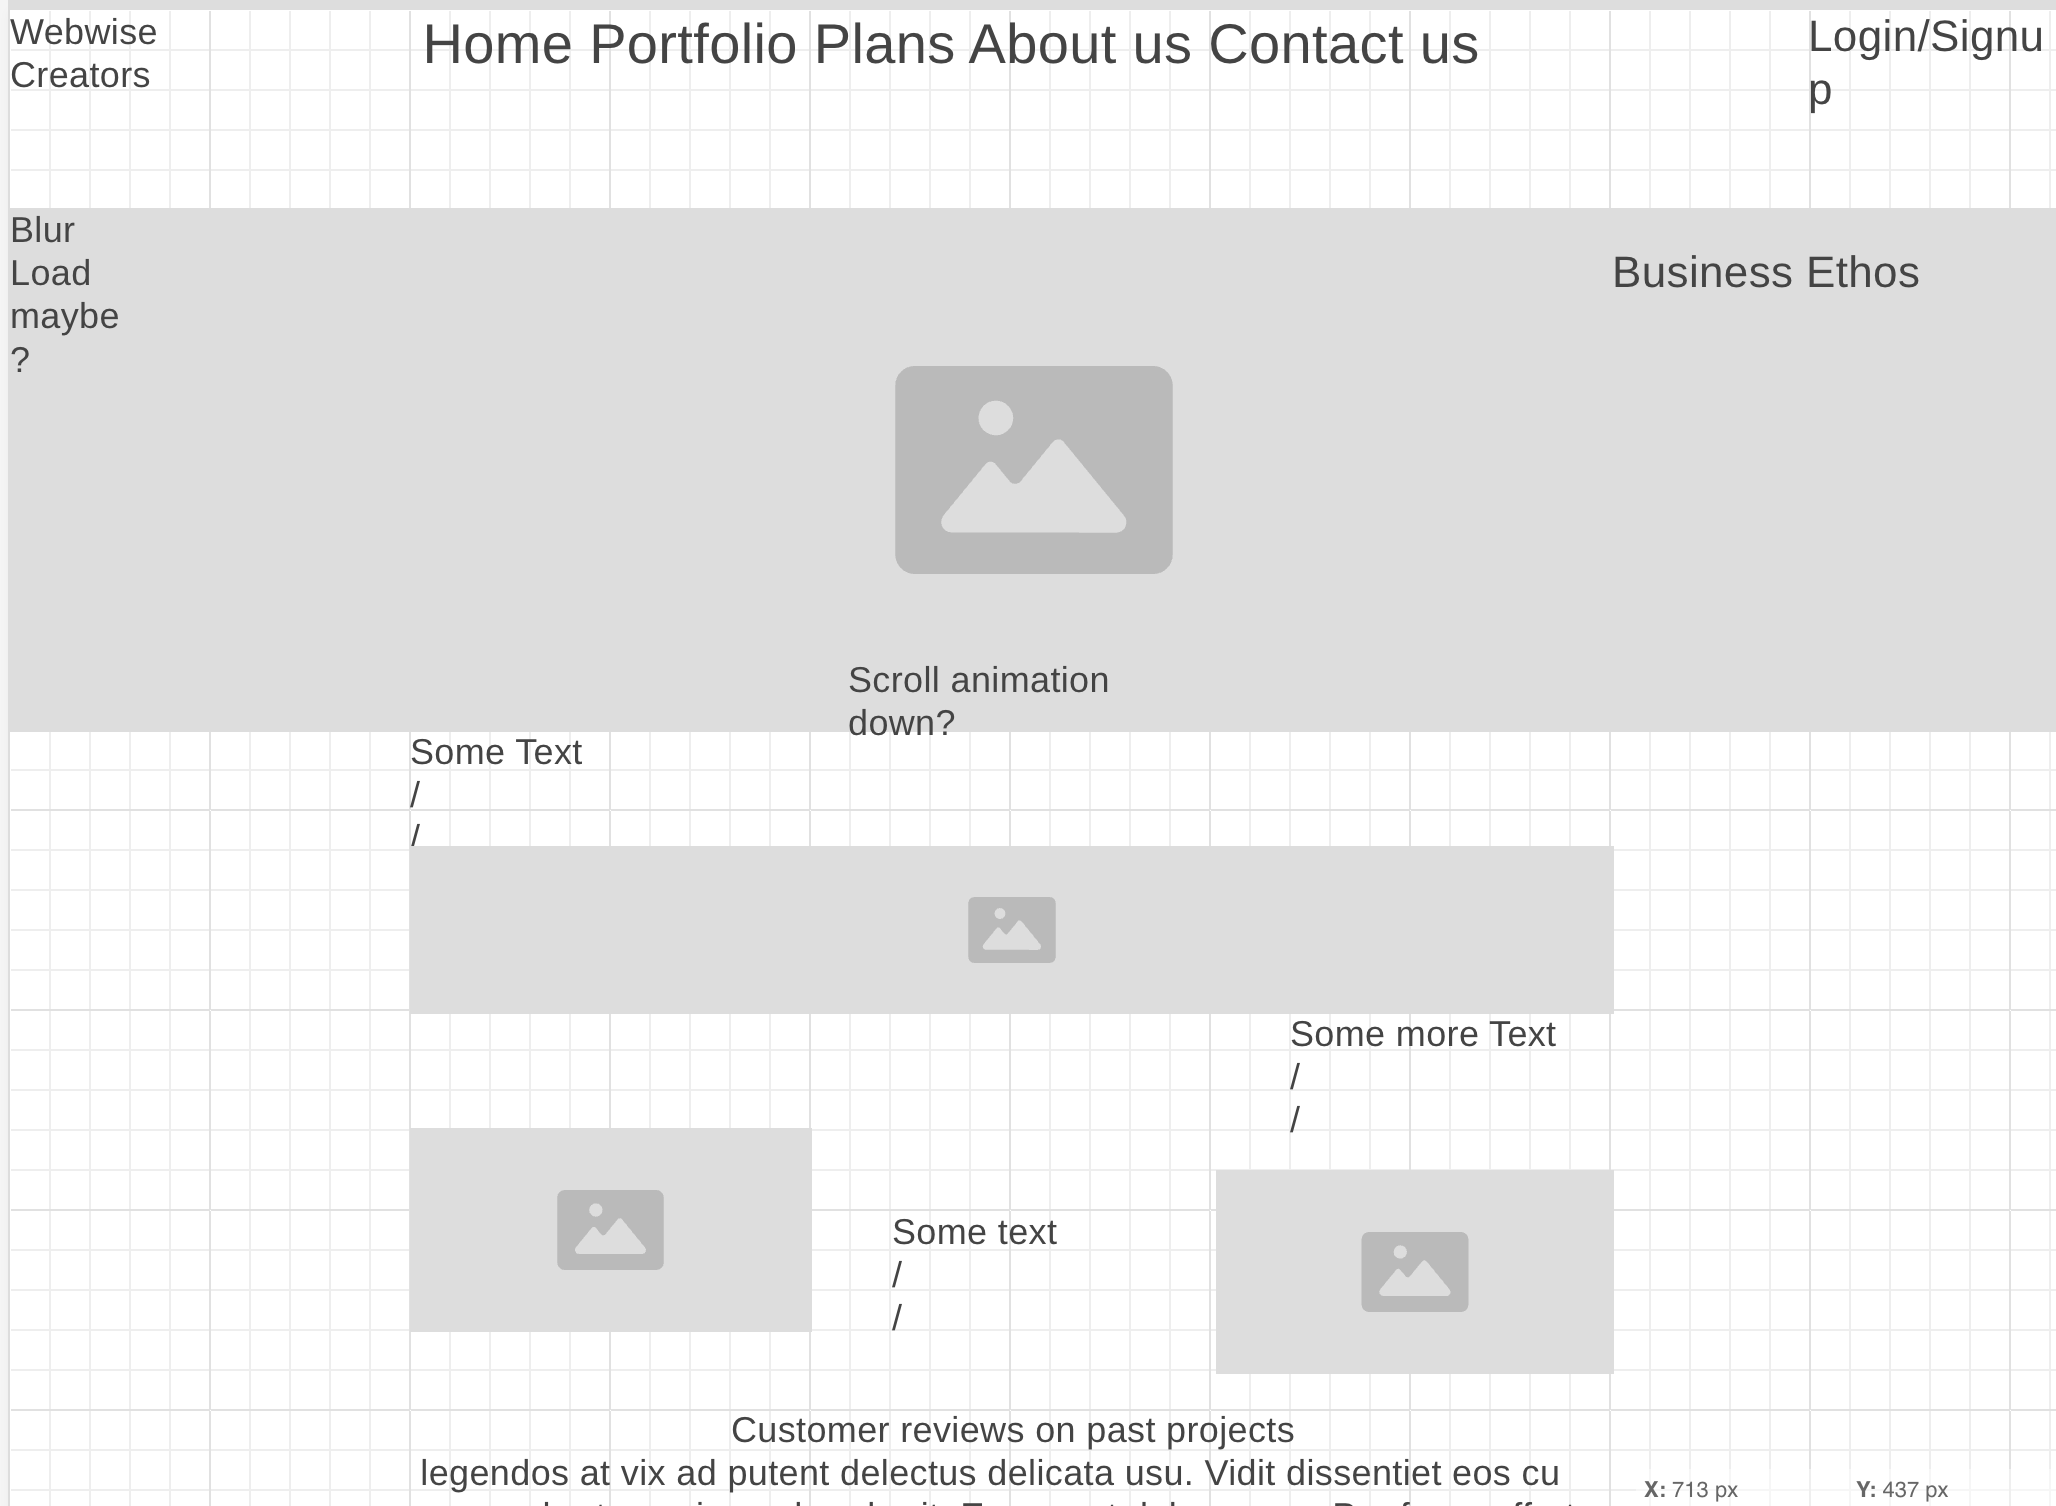 Webwise
Creators
Home Portfolio Plans About us Contact us
Login/Signu
p
Blur
Load
maybe
?
Business Ethos
Scroll animation
down?
Some Text
/
/
Some more Text
/
/
Some text
/
/
Customer reviews on past projects
legendos at vix ad putent delectus delicata usu. Vidit dissentiet eos cu
X: 713 px
Y: 437 px